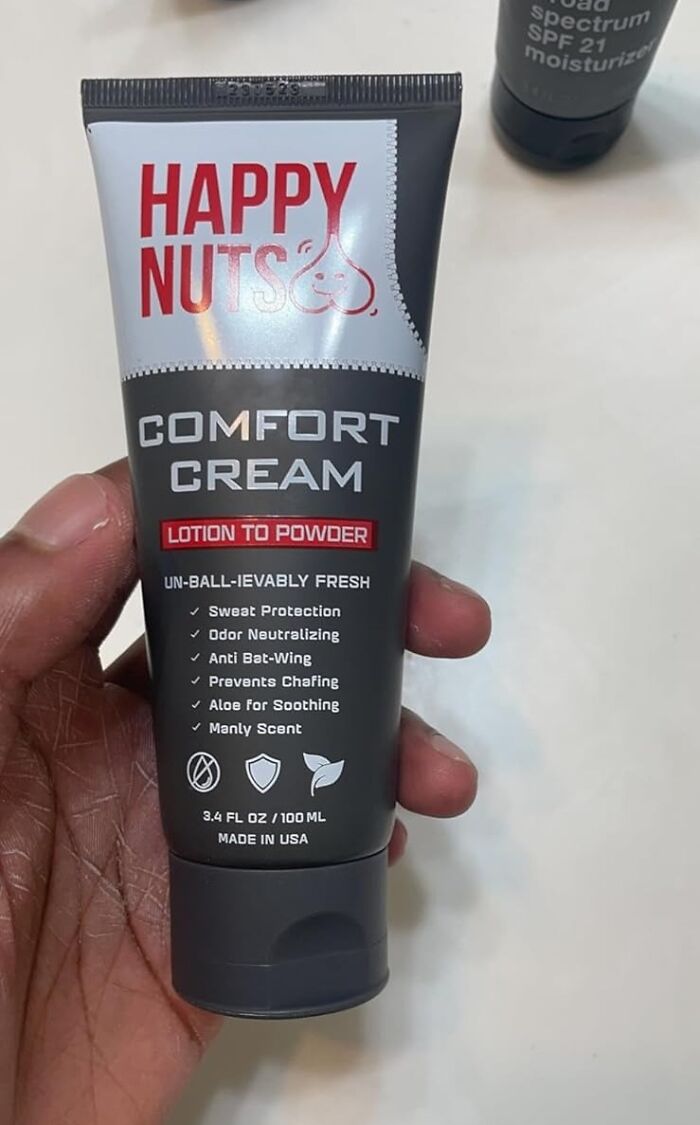 spectrum
SPF 21
moisturizer
HAPPY
NUTS
COMFORT
CREAM
LOTION TO POWDER
UN-BALL-IEVABLY FRESH
✓ Sweat Protection
✓ Odor Neutralizing
✓ Anti Bat-Wing
✓ Prevents Chafing
✓ Aloe for Soothing
✓ Manly Scent
3.4 FL OZ / 100 ML
MADE IN USA